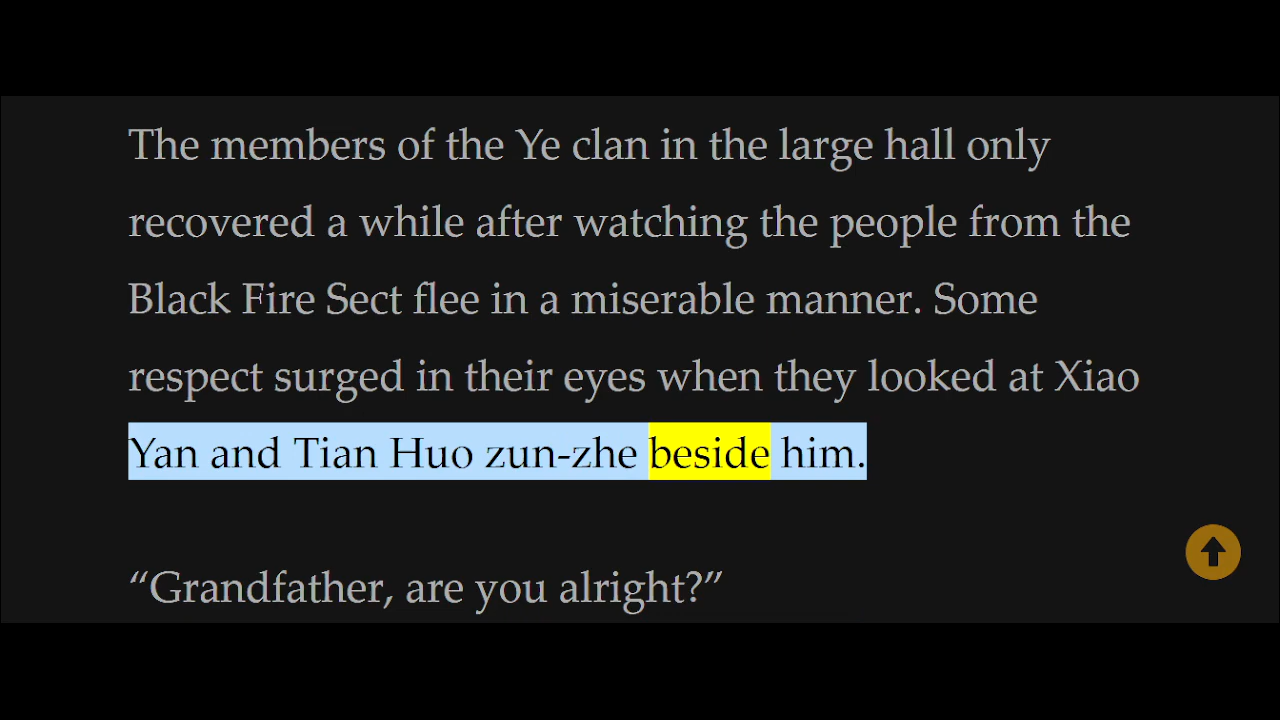 The members of the Ye clan in the large hall only
recovered a while after watching the people from the
Black Fire Sect flee in a miserable manner. Some
respect surged in their eyes when they looked at Xiao
Yan and Tian Huo zun-zhe beside him.
“Grandfather, are you alright?”